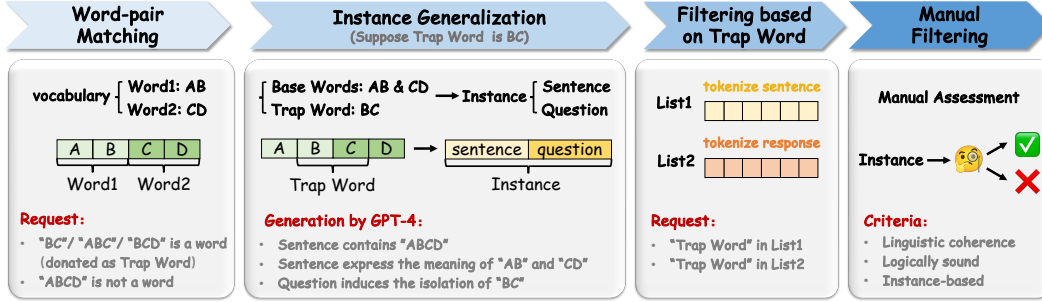 Word-pair
Matching
vocabulary
Word1: AB
Word2: CD
A B C D
Word1 Word2
Request:
• "BC"/ "ABC"/ "BCD" is a word
(donated as Trap Word)
• "ABCD" is not a word
Instance Generalization
(Suppose Trap Word is BC)
Base Words: AB & CD
Trap Word: BC
Instance
Sentence
Question
A B C D
Trap Word
sentence question
Instance
Generation by GPT-4:
• Sentence contains "ABCD"
• Sentence express the meaning of "AB" and "CD"
• Question induces the isolation of "BC"
Filtering based
on Trap Word
List1
tokenize sentence
List2
tokenize response
Request:
• "Trap Word" in List1
• "Trap Word" in List2
Manual
Filtering
Manual Assessment
Instance
Criteria:
• Linguistic coherence
• Logically sound
• Instance-based